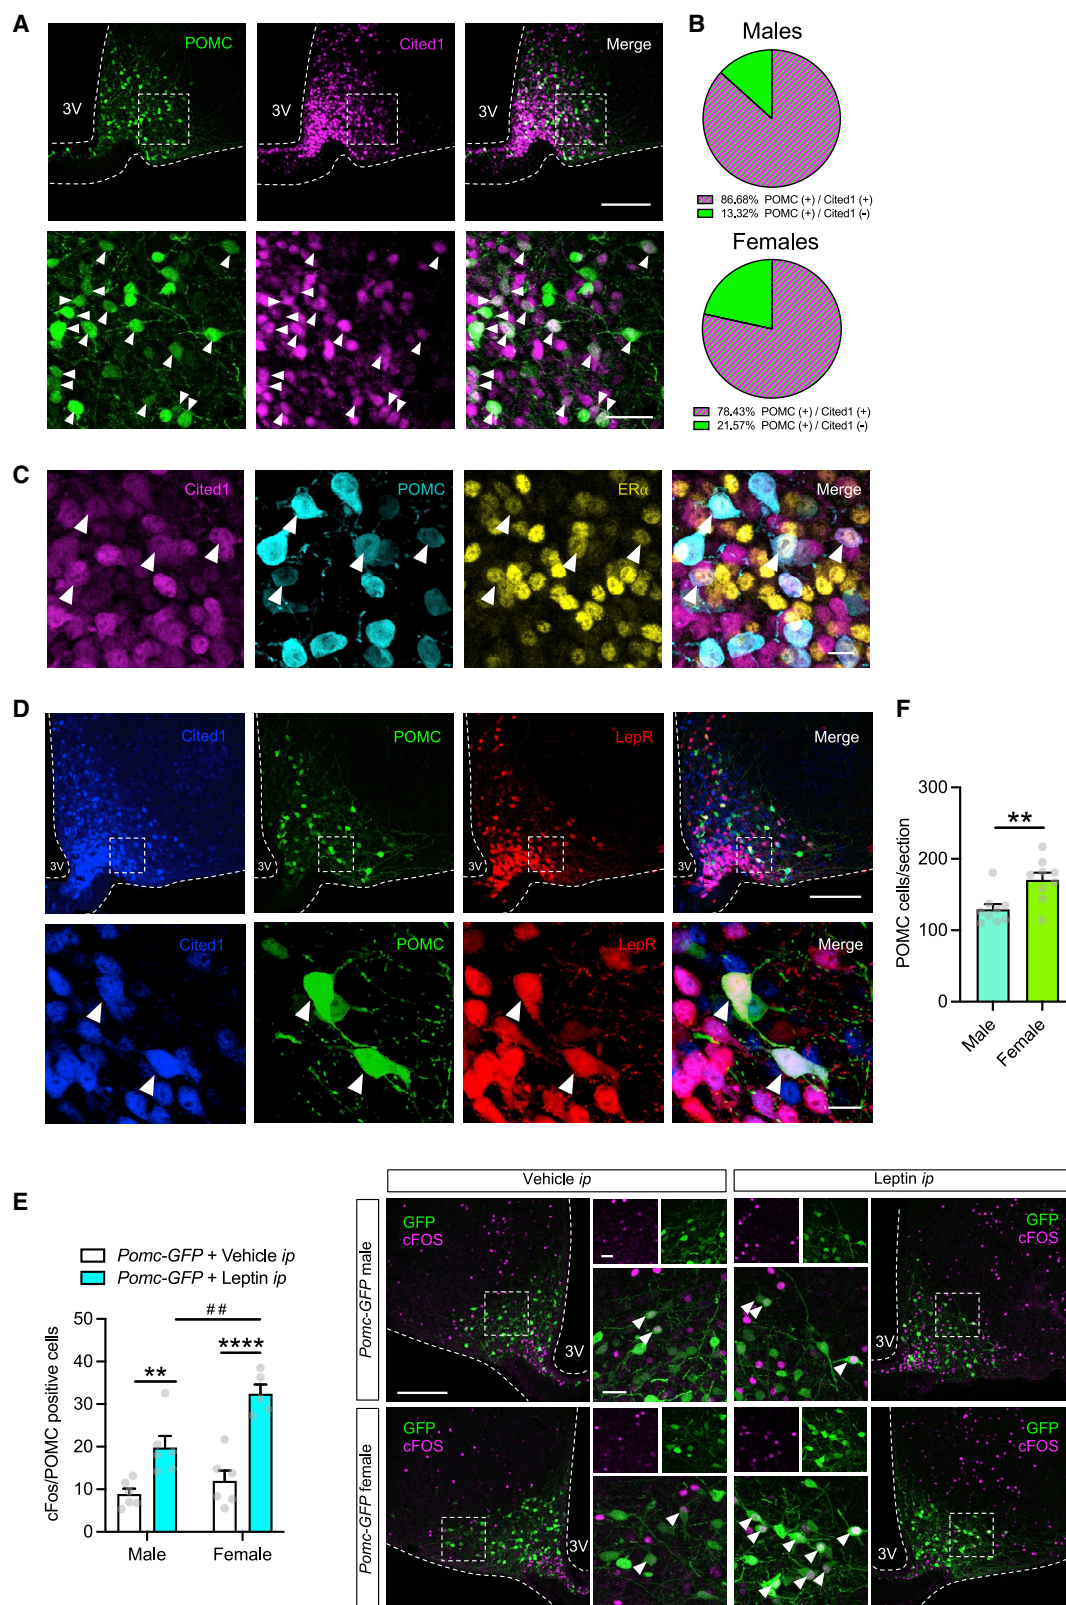 A
POMC
Cited1
Merge
3V
3V
3V
B
Males
86.68% POMC (+) / Cited1 (+)
13.32% POMC (+) / Cited1 (-)
Females
78.43% POMC (+) / Cited1 (+)
21.57% POMC (+) / Cited1 (-)
C
Cited1
POMC
ERα
Merge
D
Cited1
POMC
LepR
Merge
3V
3V
3V
3V
Cited1
POMC
LepR
Merge
F
300
200
100
0
POMC cells/section
**
Male
Female
E
Pomc-GFP + Vehicle ip
Pomc-GFP + Leptin ip
50
40
30
20
10
0
cFos/POMC positive cells
**
##
****
Male
Female
Vehicle ip
Leptin ip
Pomc-GFP male
GFP
cFOS
3V
3V
GFP
cFOS
Pomc-GFP female
GFP
cFOS
3V
3V
GFP
cFOS